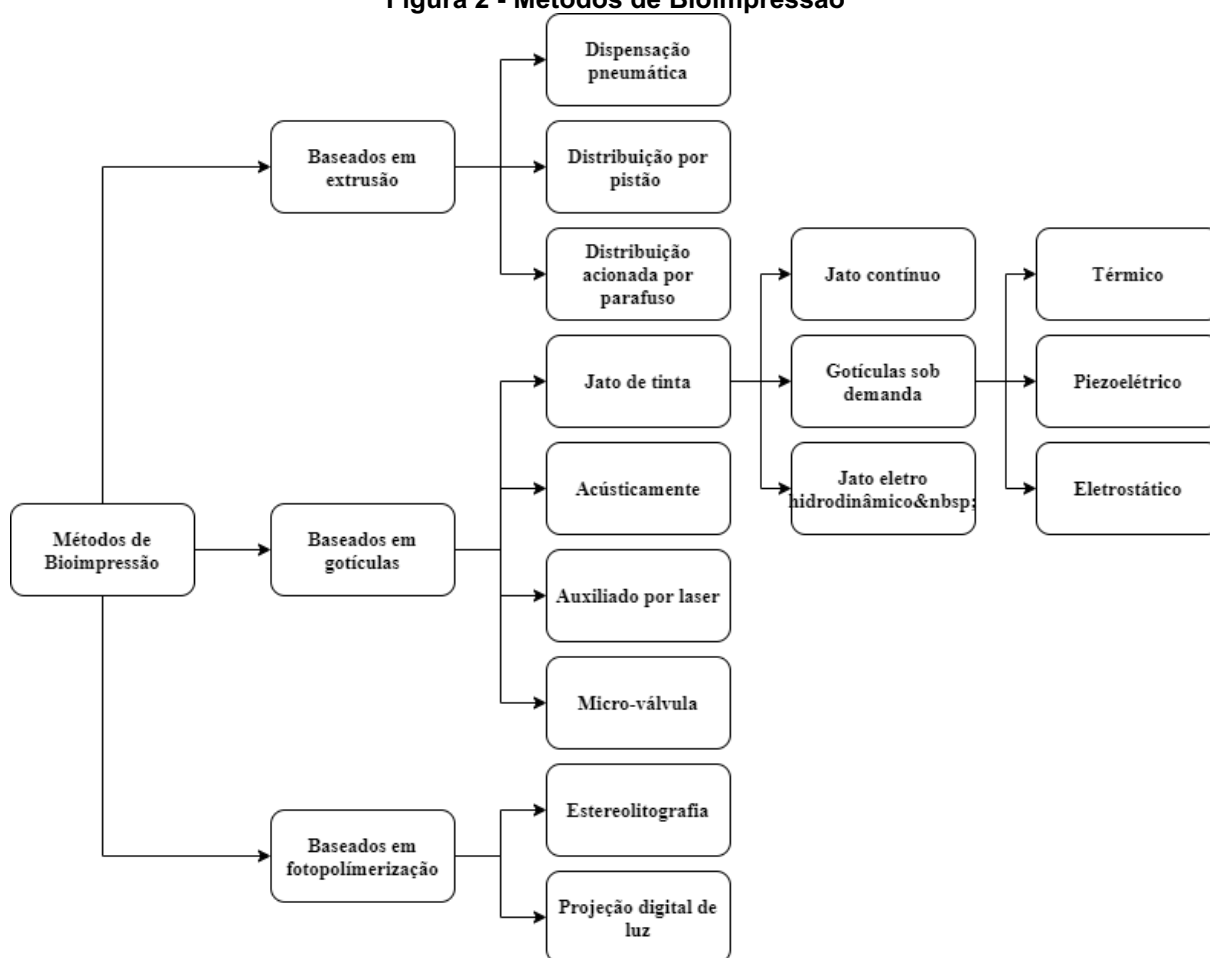 Figura 2 - Métodos de Bioimpressão
Dispensação
pneumática
Baseados em
extrusão
Distribuição por
pistão
Distribuição
acionada por
parafuso
Jato contínuo
Térmico
Jato de tinta
Gotículas sob
demanda
Piezoelétrico
Acústicamente
Jato eletro
hidrodinâmico&nbsp;
Eletrostático
Métodos de
Bioimpressão
Baseados em
gotículas
Auxiliado por laser
Micro-válvula
Estereolitografia
Baseados em
fotopolímerização
Projeção digital de
luz